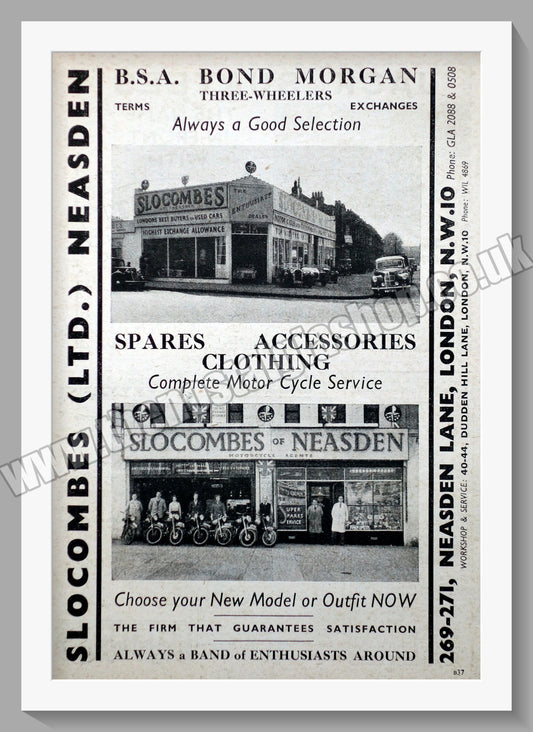 SLOCOMBES (LTD.) NEASDEN
B.S.A. BOND MORGAN
THREE-WHEELERS
TERMS EXCHANGES
Always a Good Selection
SLOCOMBES
THE ENTHUSIAST DEALER
LONDONS BEST BUYERS OF USED CARS
HIGHEST EXCHANGE ALLOWANCE
SPARES ACCESSORIES
CLOTHING
Complete Motor Cycle Service
SLOCOMBES OF NEASDEN
MOTORCYCLE AGENTS
SUPER
SPARES
SERVICE
Choose your New Model or Outfit NOW
THE FIRM THAT GUARANTEES SATISFACTION
ALWAYS a BAND of ENTHUSIASTS AROUND
269-271, NEASDEN LANE, LONDON, N.W.10 Phone: GLA 2088 & 0508
WORKSHOP & SERVICE: 40-44, DUDDEN HILL LANE, LONDON, N.W.10 Phone: WIL 4869
B37